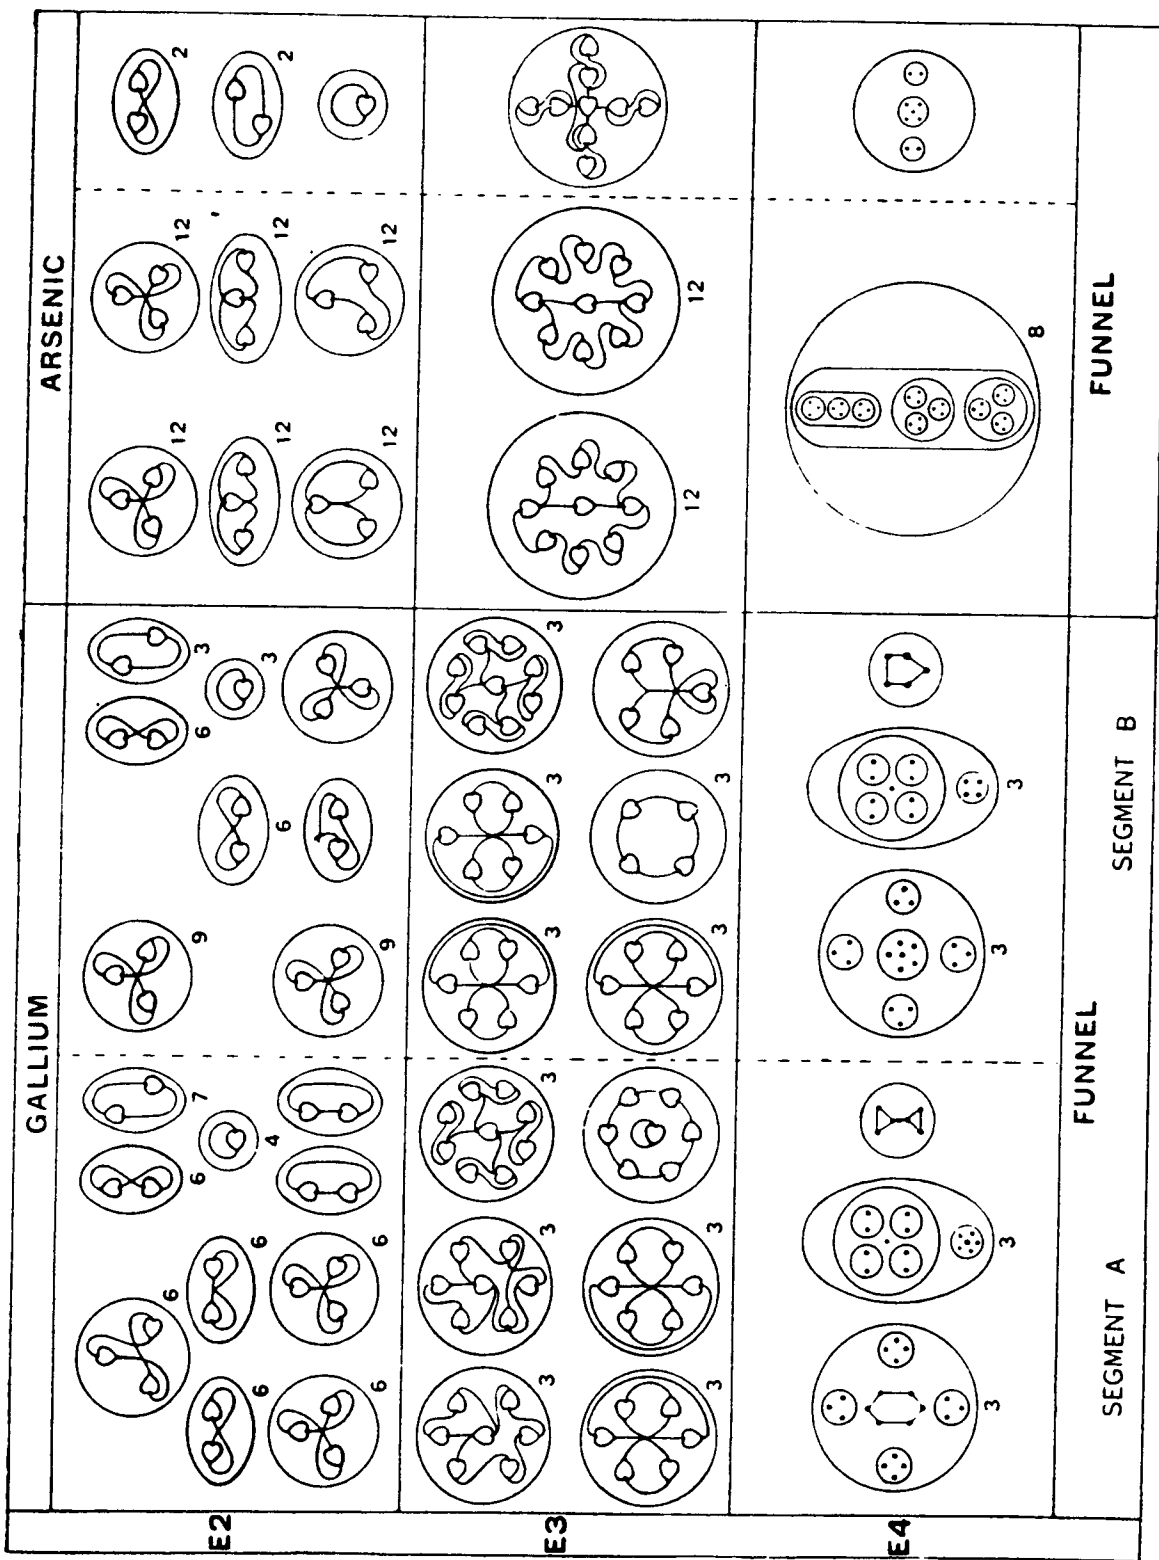 GALLIUM ARSENIC
6 6 7 9 6 3 12 12 2
E2 6 6 4 6 3 12 12 2
6 6 9 12 12
3 3 3 3 3 3
E3
3 3 3 3 12 12
E4
3 3 3 3 8
FUNNEL FUNNEL
SEGMENT A SEGMENT B